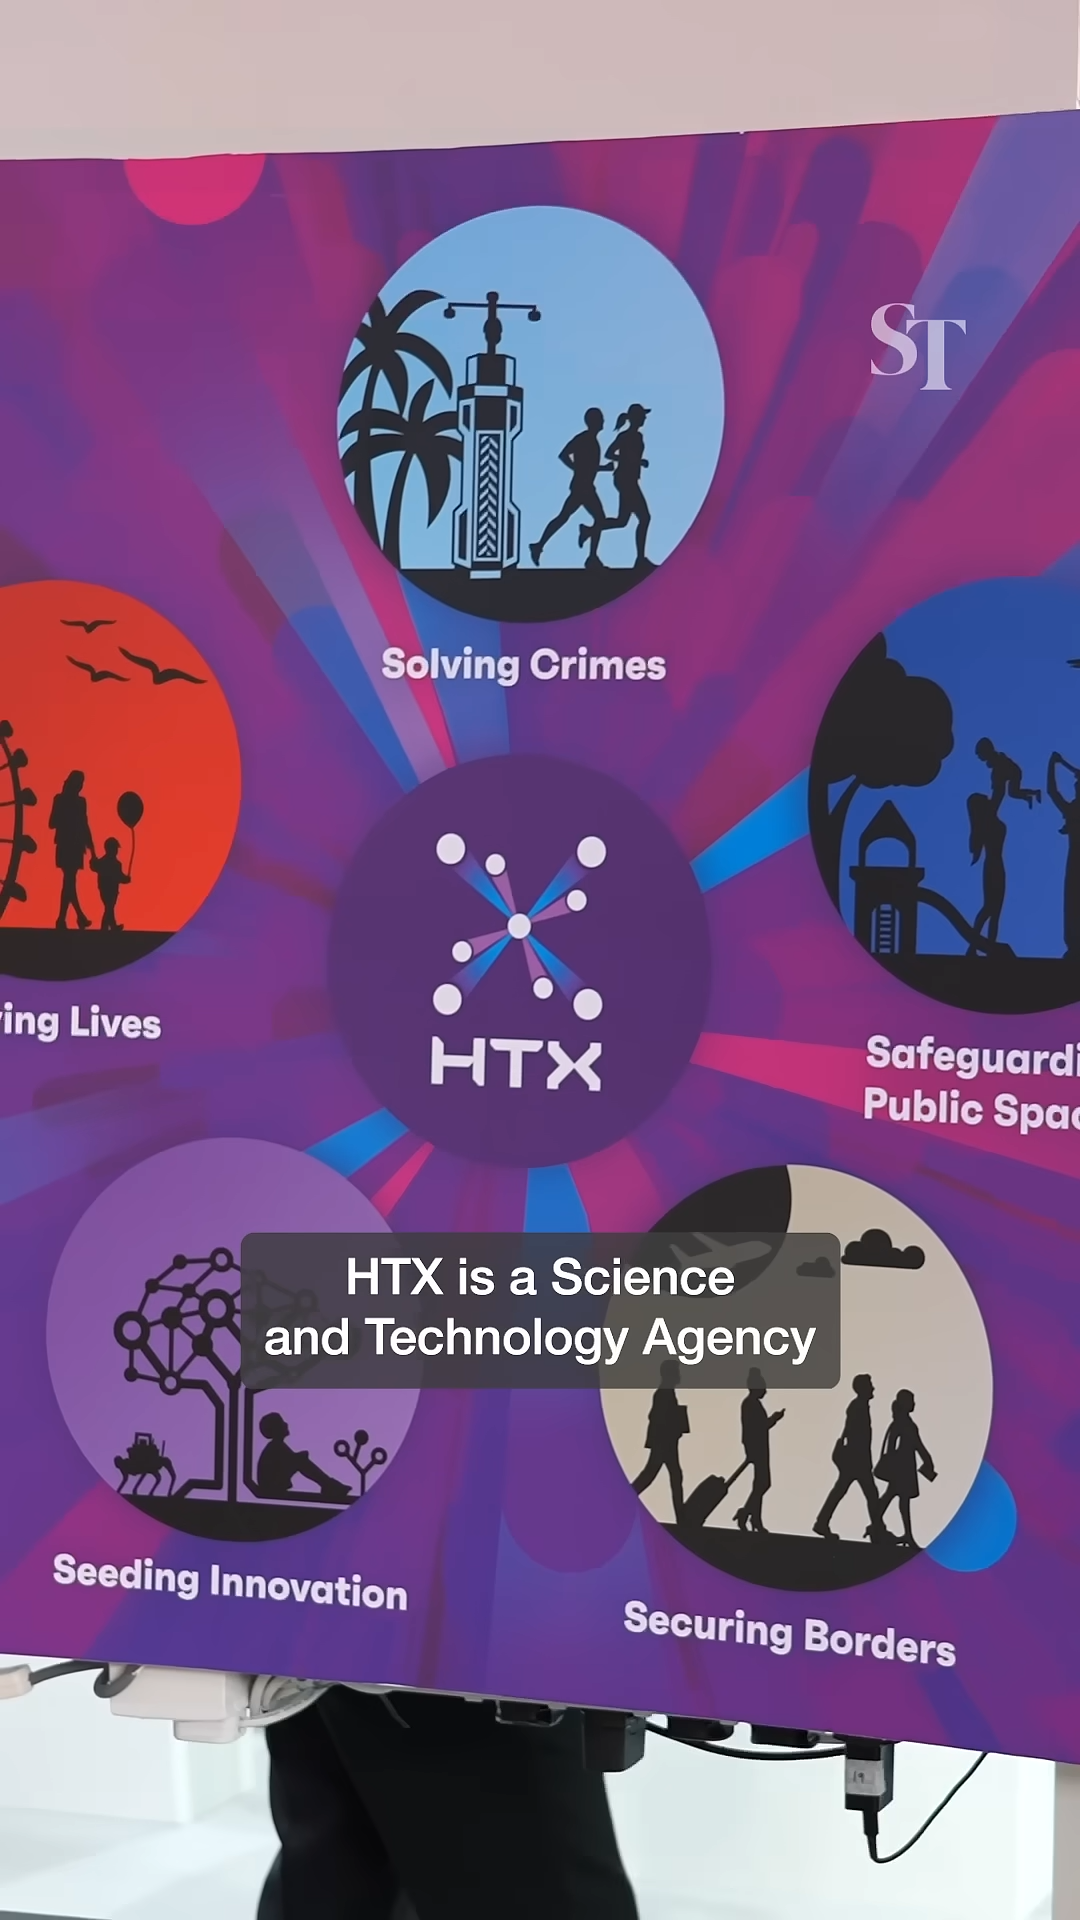 ST
Solving Crimes
ing Lives
HTX
Safeguardi
Public Spac
HTX is a Science
and Technology Agency
Seeding Innovation
Securing Borders
19